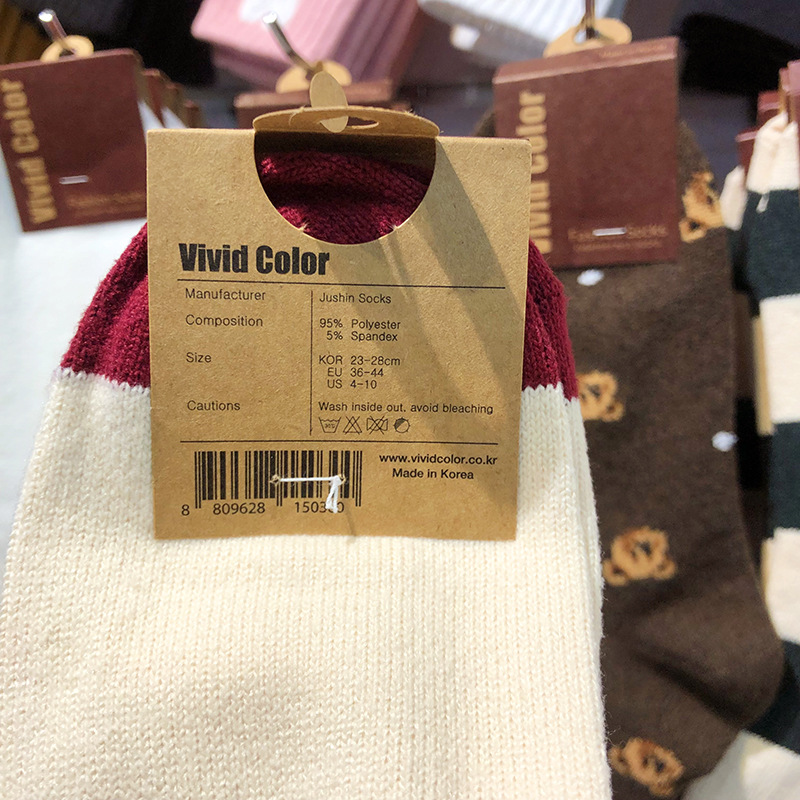 Vivid Color
Vivid Color
Vivid Color
Manufacturer Jushin Socks
Composition 95% Polyester
5% Spandex
Size KOR 23-28cm
EU 36-44
US 4-10
Cautions Wash inside out, avoid bleaching
www.vividcolor.co.kr
Made in Korea
8 809628